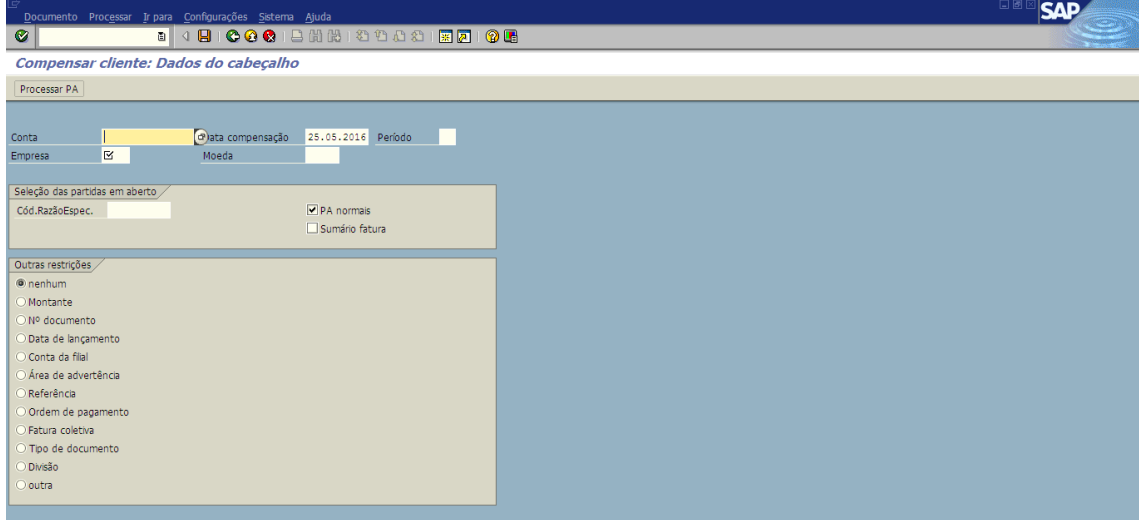 Documento Processar Ir para Configurações Sistema Ajuda
SAP
Compensar cliente: Dados do cabeçalho
Processar PA
Conta Data compensação 25.05.2016 Período
Empresa Moeda
Seleção das partidas em aberto
Cód.RazãoEspec. PA normais
Sumário fatura
Outras restrições
nenhum
Montante
Nº documento
Data de lançamento
Conta da filial
Área de advertência
Referência
Ordem de pagamento
Fatura coletiva
Tipo de documento
Divisão
outra